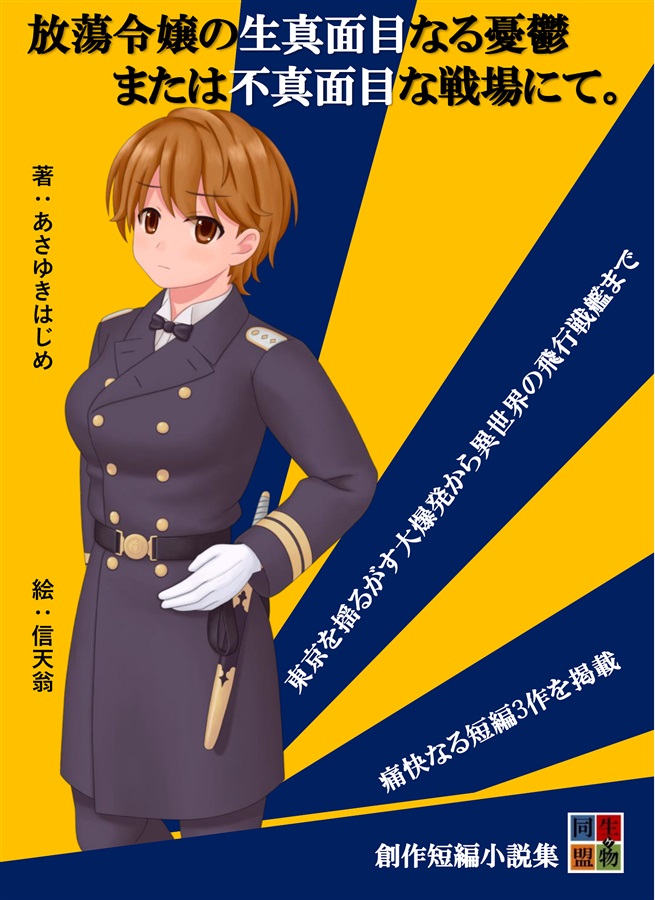 放蕩令嬢の生真面目なる憂鬱
または不真面目な戦場にて。
著：あさゆきはじめ
絵：信天翁
東京を揺るがす大爆発から異世界の飛行戦艦まで
痛快なる短編3作を掲載
創作短編小説集
生物
同盟